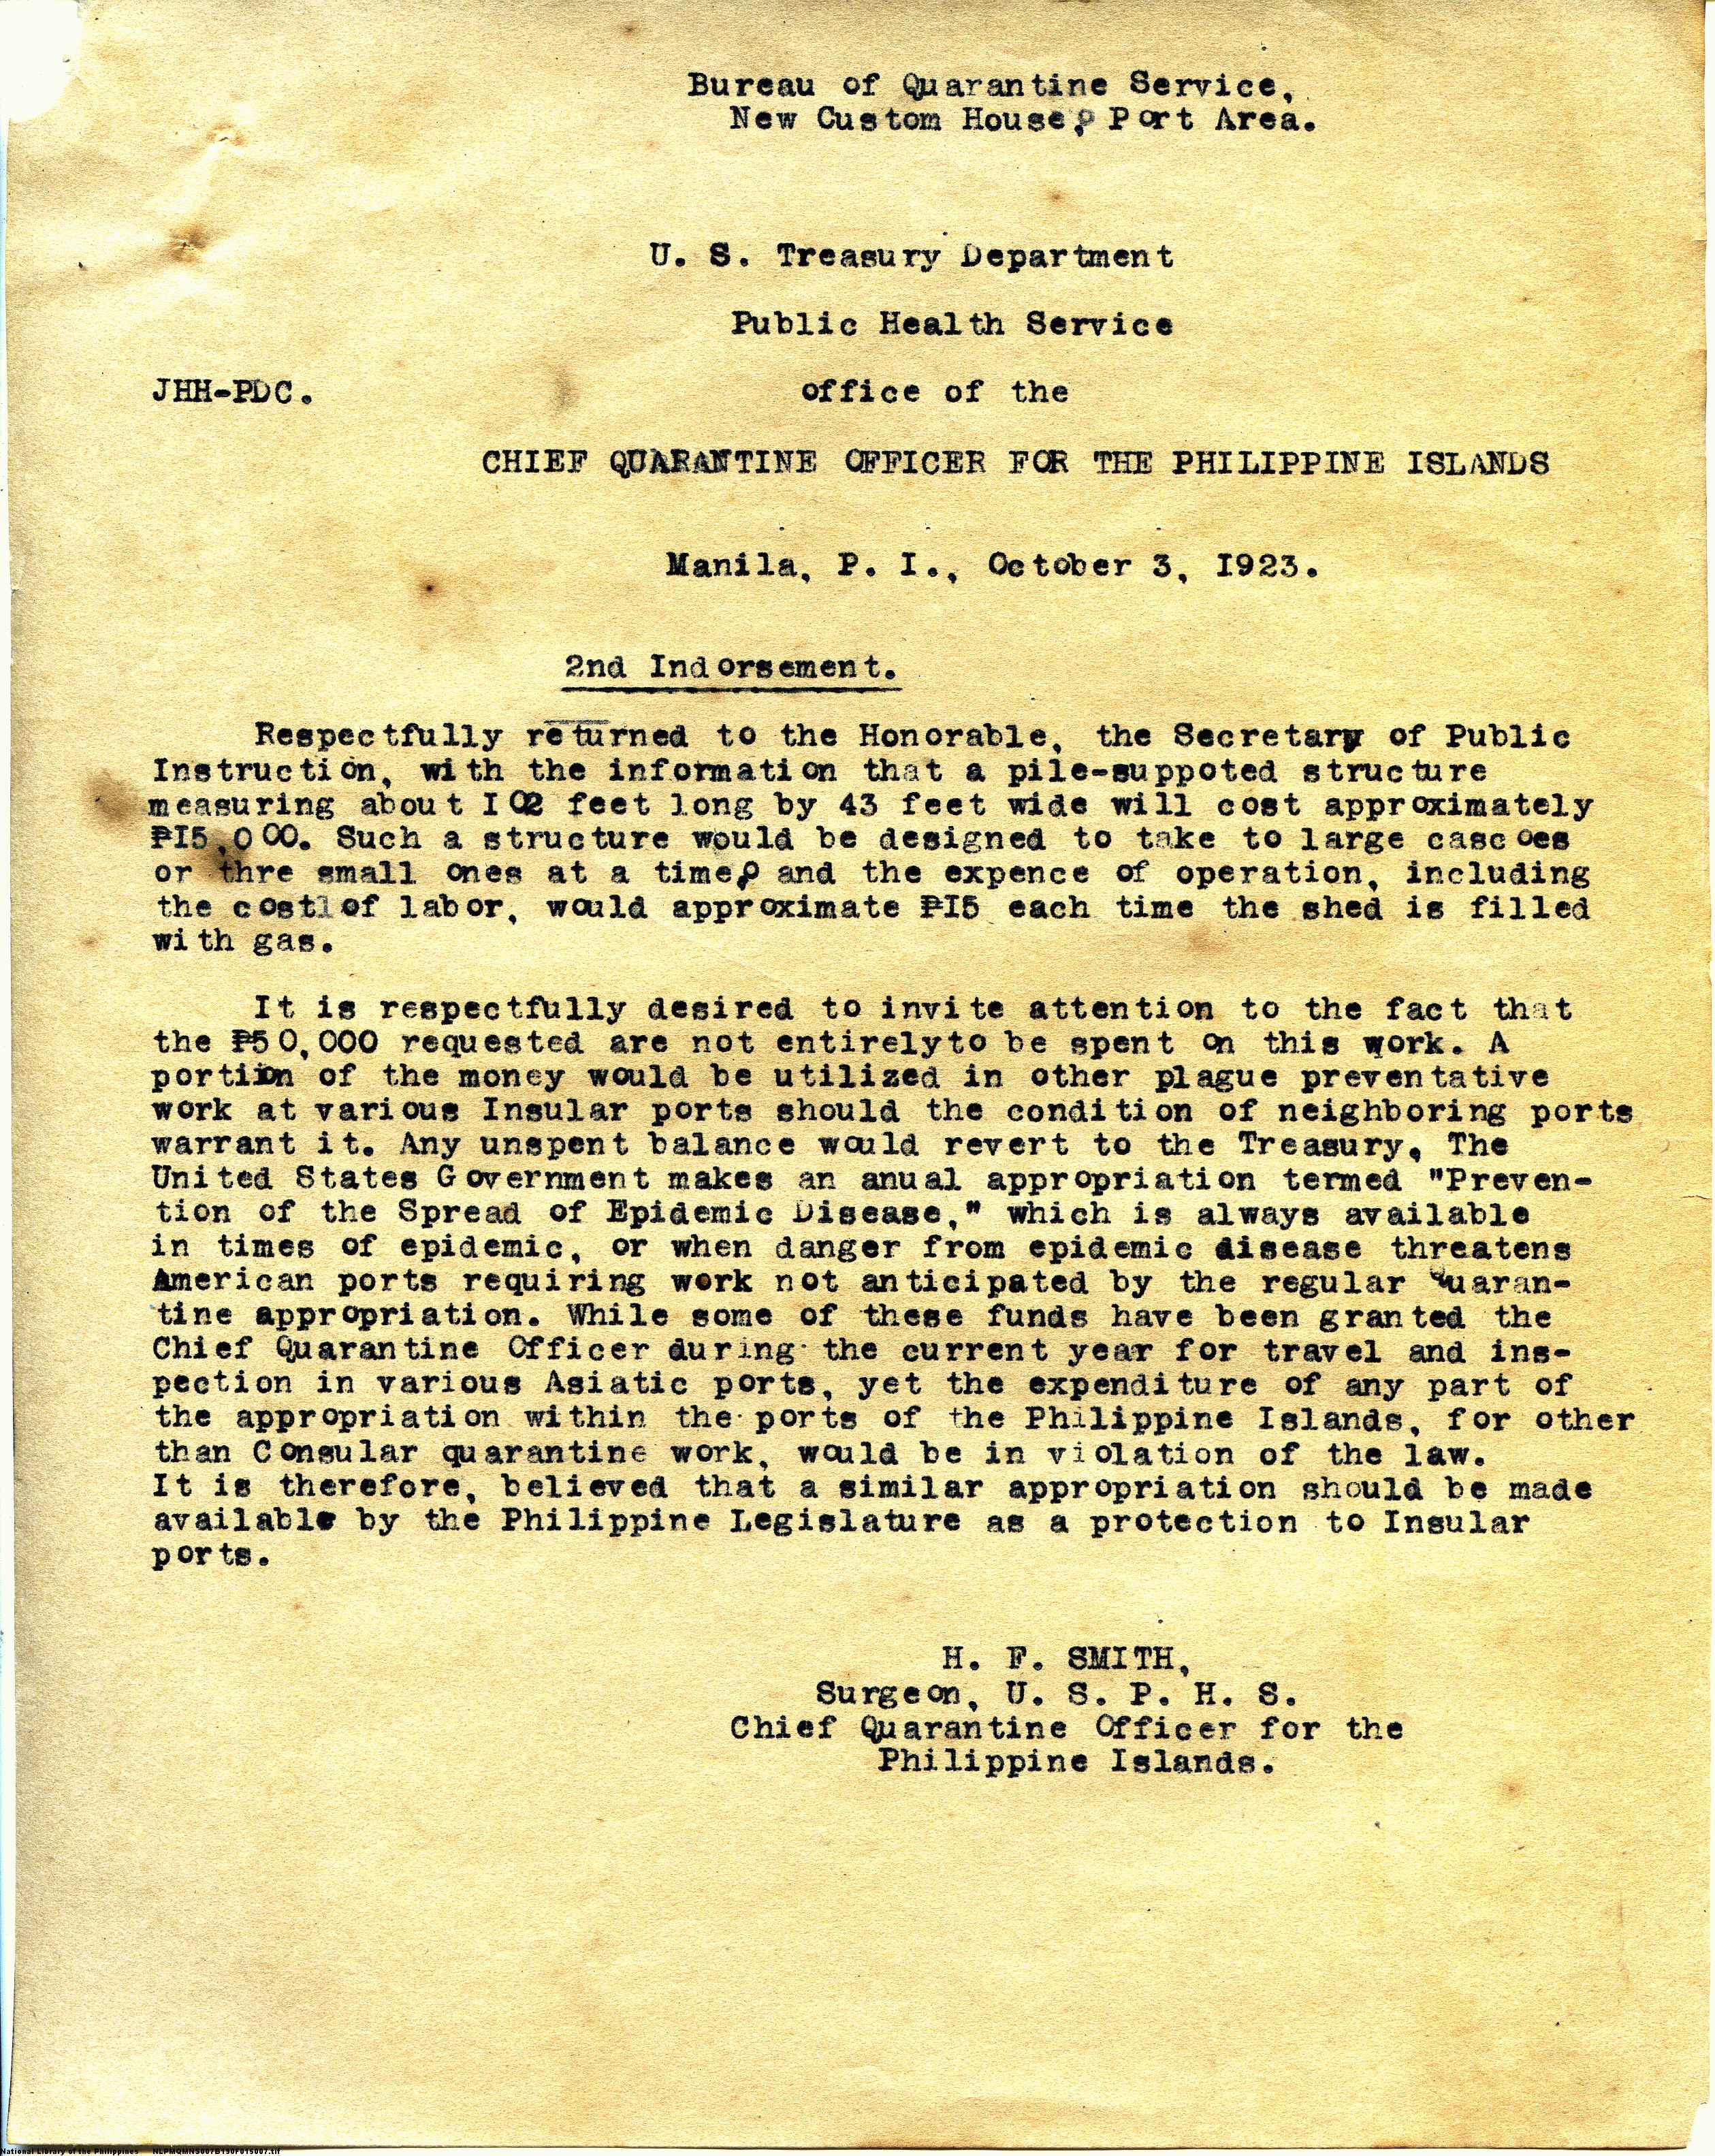 Bureau of Quarantine Service,
New Custom House, Port Area.
U. S. Treasury Department
Public Health Service
JHH-PDC. office of the
CHIEF QUARANTINE OFFICER FOR THE PHILIPPINE ISLANDS
Manila, P. I., October 3, I923.
2nd Indorsement.
Respectfully returned to the Honorable, the Secretary of Public
Instruction, with the information that a pile-suppoted structure
measuring about I02 feet long by 43 feet wide will cost approximately
₱I5,000. Such a structure would be designed to take to large cascoes
or thre small ones at a time, and the expence of operation, including
the cost of labor, would approximate ₱I5 each time the shed is filled
with gas.
It is respectfully desired to invite attention to the fact that
the ₱50,000 requested are not entirelyto be spent on this work. A
portion of the money would be utilized in other plague preventative
work at various Insular ports should the condition of neighboring ports
warrant it. Any unspent balance would revert to the Treasury. The
United States Government makes an anual appropriation termed "Preven-
tion of the Spread of Epidemic Disease," which is always available
in times of epidemic, or when danger from epidemic disease threatens
American ports requiring work not anticipated by the regular Quaran-
tine appropriation. While some of these funds have been granted the
Chief Quarantine Officer during the current year for travel and ins-
pection in various Asiatic ports, yet the expenditure of any part of
the appropriation within the ports of the Philippine Islands, for other
than Consular quarantine work, would be in violation of the law.
It is therefore, believed that a similar appropriation should be made
available by the Philippine Legislature as a protection to Insular
ports.
H. F. SMITH,
Surgeon, U. S. P. H. S.
Chief Quarantine Officer for the
Philippine Islands.
National Library of the Philippines